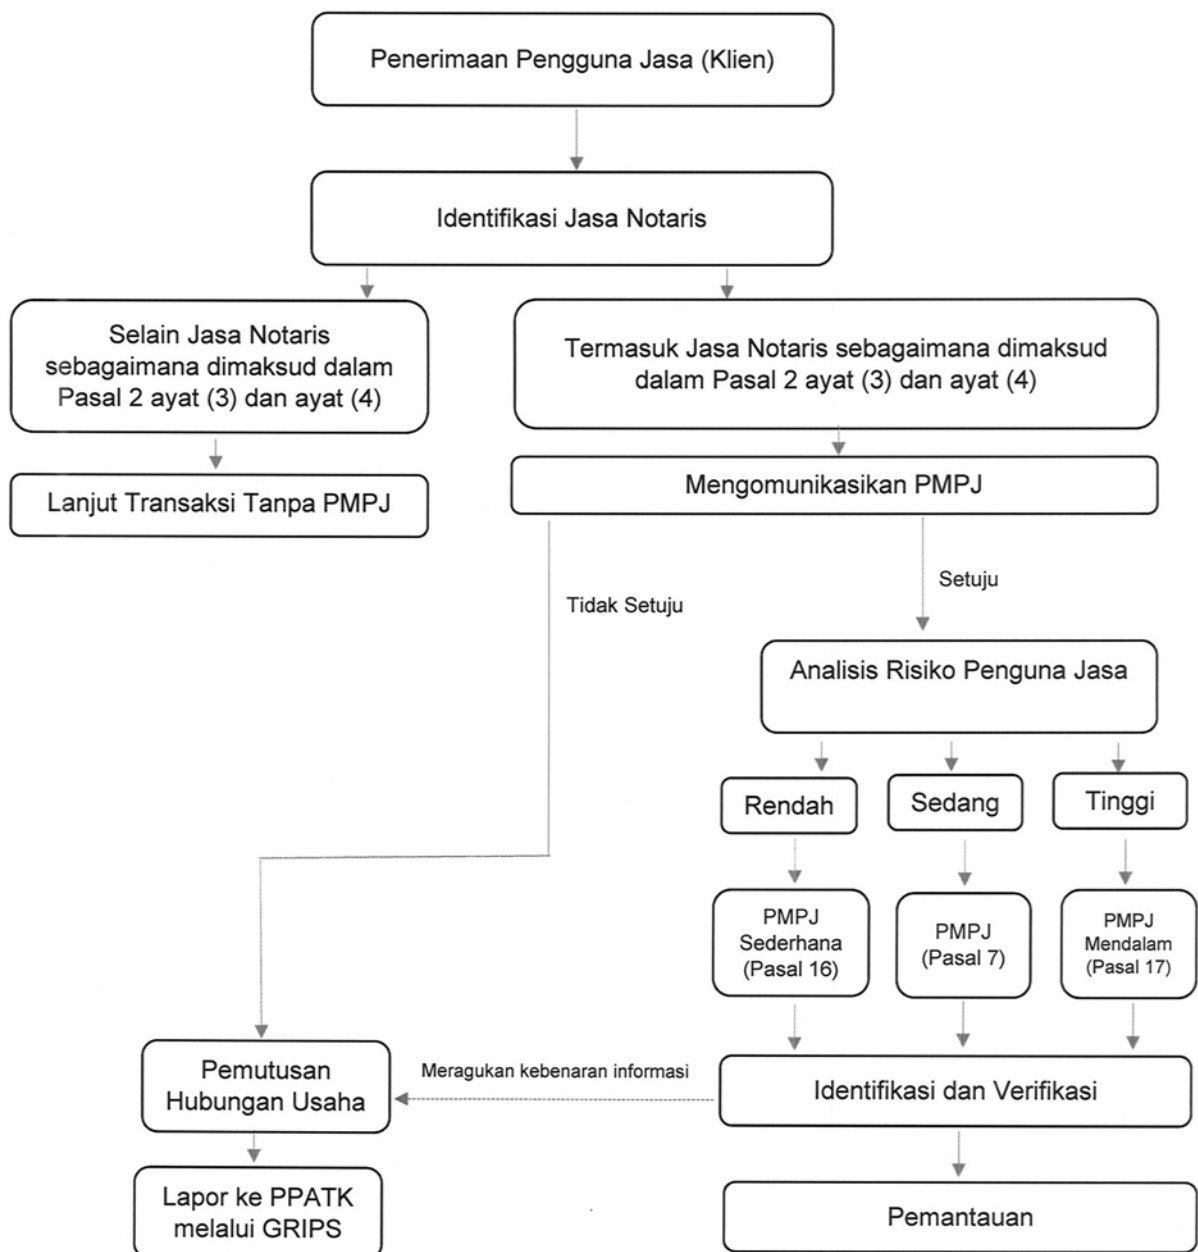 Penerimaan Pengguna Jasa (Klien)
Identifikasi Jasa Notaris
Selain Jasa Notaris
sebagaimana dimaksud dalam
Pasal 2 ayat (3) dan ayat (4)
Termasuk Jasa Notaris sebagaimana dimaksud
dalam Pasal 2 ayat (3) dan ayat (4)
Lanjut Transaksi Tanpa PMPJ
Mengomunikasikan PMPJ
Tidak Setuju
Setuju
Analisis Risiko Penguna Jasa
Rendah
Sedang
Tinggi
PMPJ
Sederhana
(Pasal 16)
PMPJ
(Pasal 7)
PMPJ
Mendalam
(Pasal 17)
Pemutusan
Hubungan Usaha
Meragukan kebenaran informasi
Identifikasi dan Verifikasi
Lapor ke PPATK
melalui GRIPS
Pemantauan